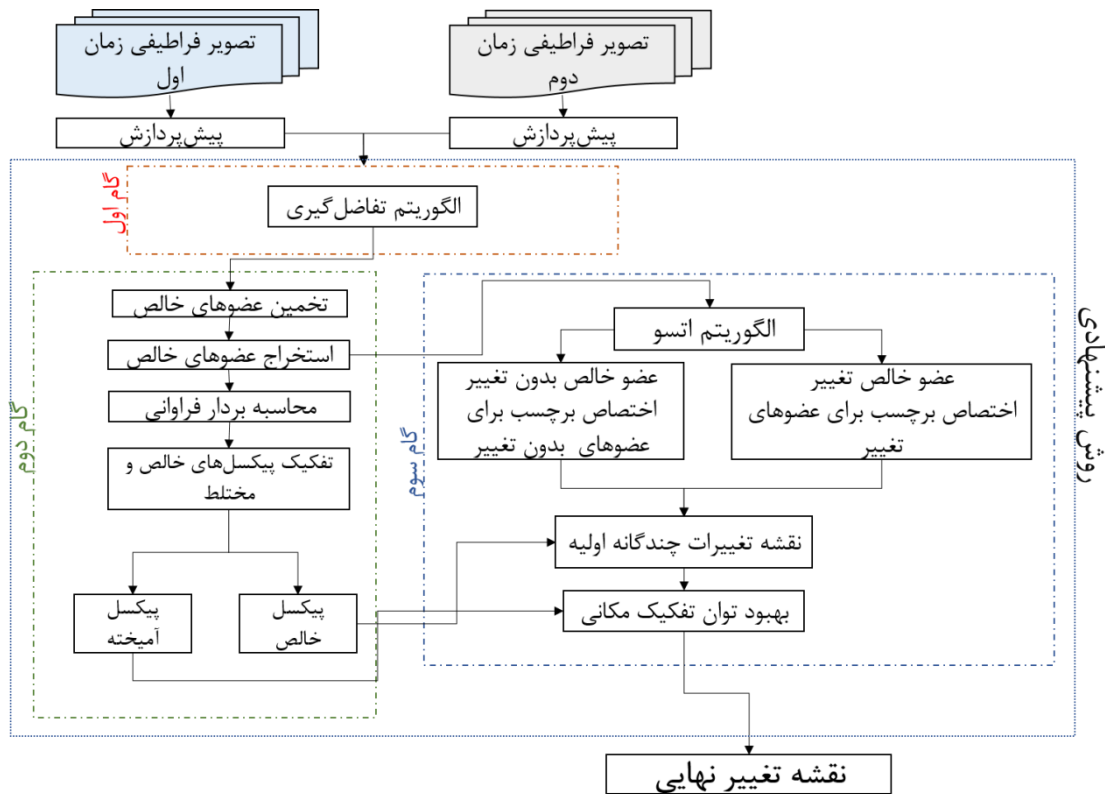 تصویر فراطیفی زمان
اول
تصویر فراطیفی زمان
دوم
پیش‌پردازش
پیش‌پردازش
گام اول
الگوریتم تفاضل‌گیری
گام دوم
تخمین عضوهای خالص
استخراج عضوهای خالص
محاسبه بردار فراوانی
تفکیک پیکسل‌های خالص و
مختلط
پیکسل
آمیخته
پیکسل
خالص
گام سوم
الگوریتم اتسو
عضو خالص بدون تغییر
اختصاص برچسب برای
عضوهای بدون تغییر
عضو خالص تغییر
اختصاص برچسب برای عضوهای
تغییر
نقشه تغییرات چندگانه اولیه
بهبود توان تفکیک مکانی
روش پیشنهادی
نقشه تغییر نهایی